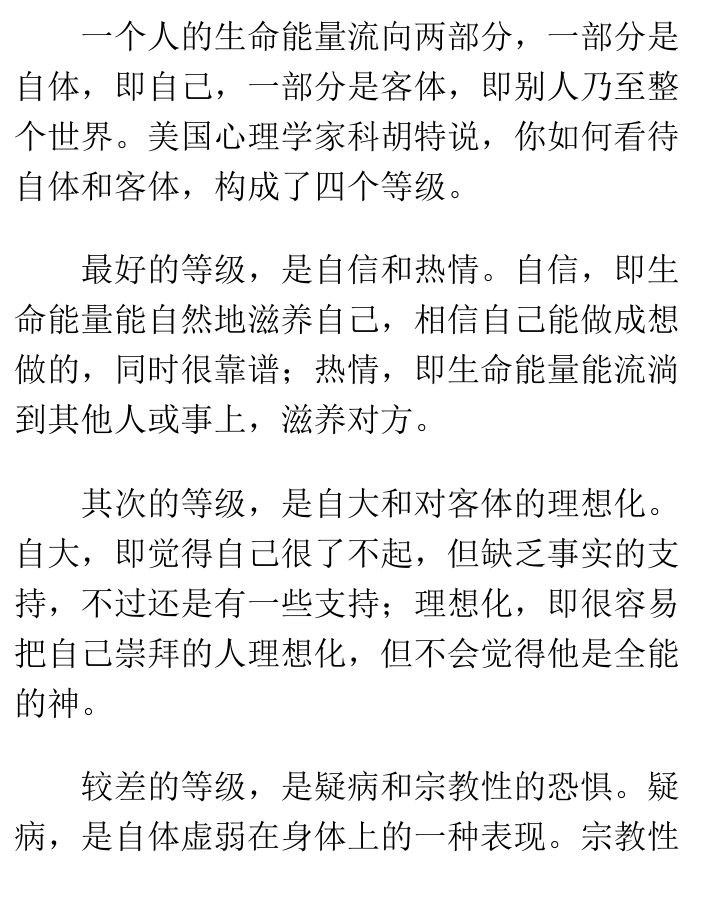 一个人的生命能量流向两部分，一部分是
自体，即自己，一部分是客体，即别人乃至整
个世界。美国心理学家科胡特说，你如何看待
自体和客体，构成了四个等级。
最好的等级，是自信和热情。自信，即生
命能量能自然地滋养自己，相信自己能做成想
做的，同时很靠谱；热情，即生命能量能流淌
到其他人或事上，滋养对方。
其次的等级，是自大和对客体的理想化。
自大，即觉得自己很了不起，但缺乏事实的支
持，不过还是有一些支持；理想化，即很容易
把自己崇拜的人理想化，但不会觉得他是全能
的神。
较差的等级，是疑病和宗教性的恐惧。疑
病，是自体虚弱在身体上的一种表现。宗教性